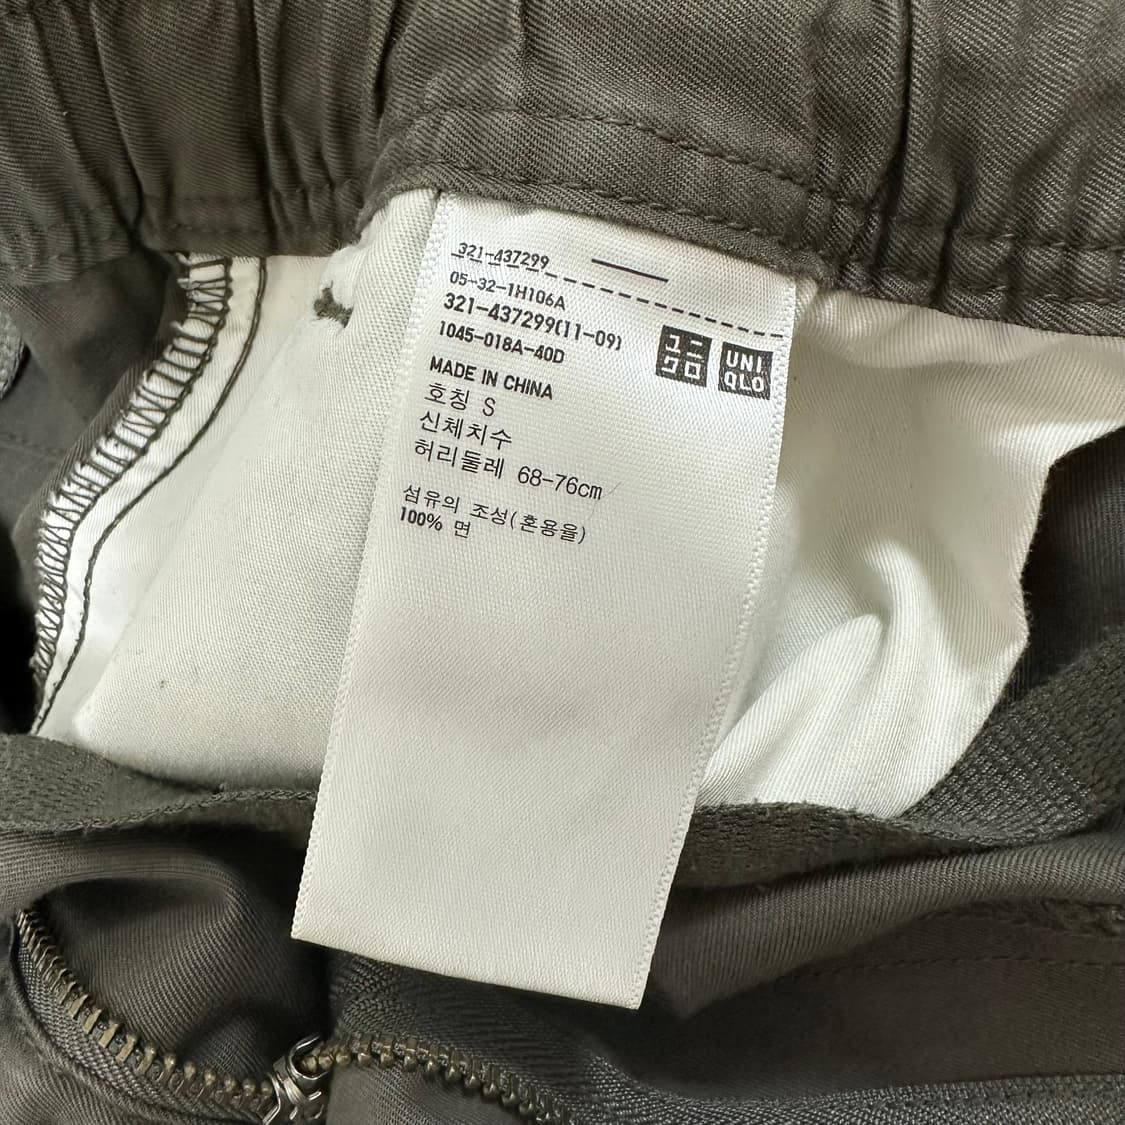 321-437299
05-32-1H106A
321-437299(11-09)
1045-018A-40D
ユニ
クロ
UNI
QLO
MADE IN CHINA
호칭 S
신체치수
허리둘레 68-76cm
섬유의 조성(혼용율)
100% 면